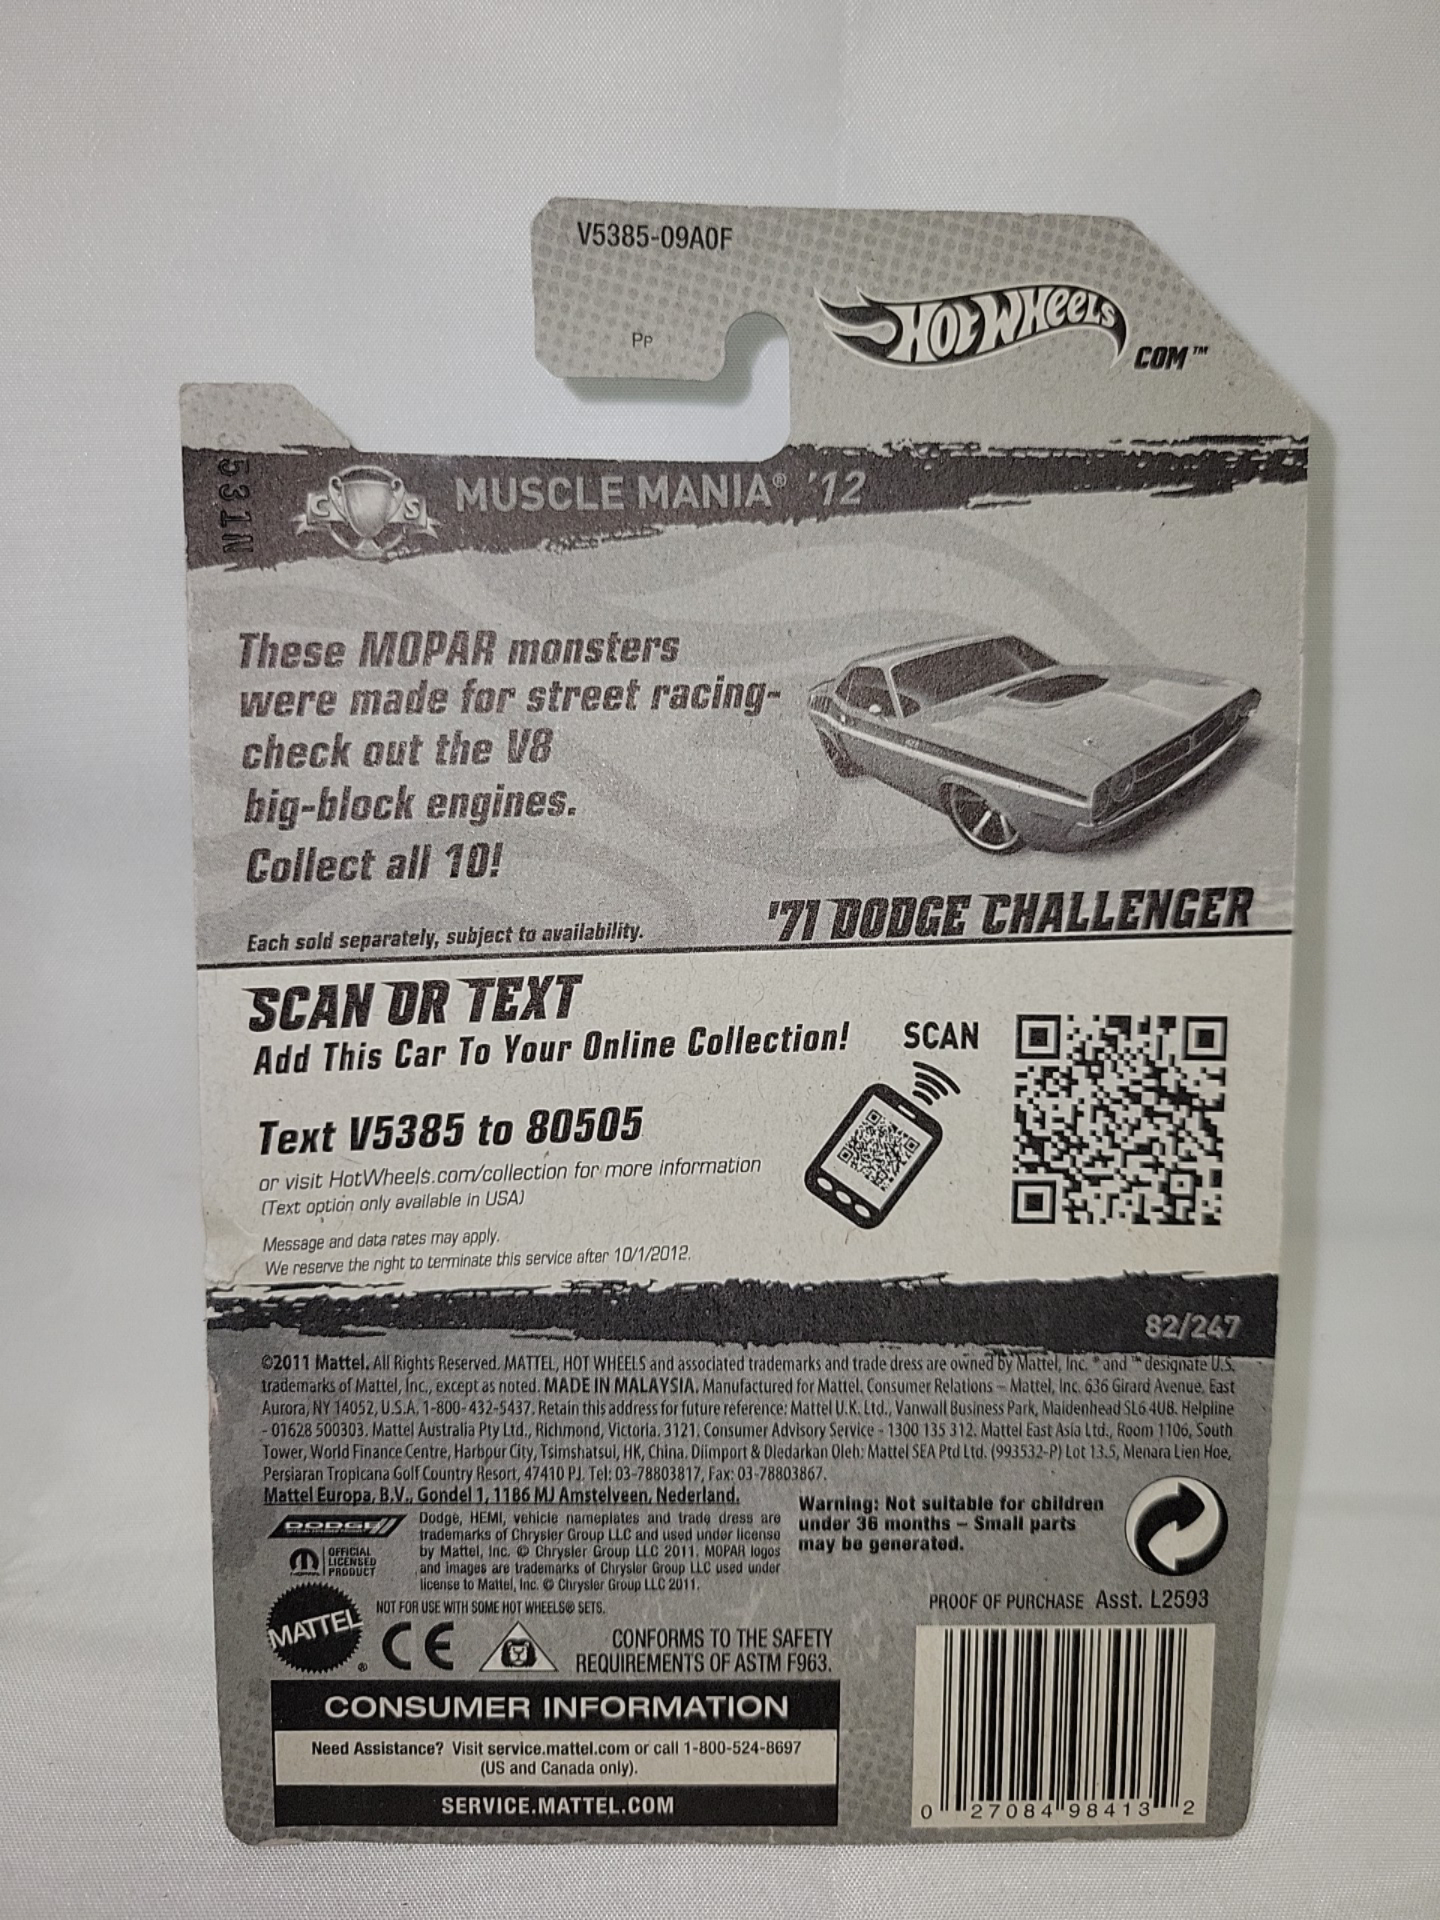 V5385-09A0F
Pp
HOT WHEELS
COM™
531N
CS
MUSCLE MANIA® '12
These MOPAR monsters
were made for street racing-
check out the V8
big-block engines.
Collect all 10!
Each sold separately, subject to availability.
'71 DODGE CHALLENGER
SCAN OR TEXT
Add This Car To Your Online Collection!
SCAN
Text V5385 to 80505
or visit HotWheels.com/collection for more information
(Text option only available in USA)
Message and data rates may apply.
We reserve the right to terminate this service after 10/1/2012.
82/247
©2011 Mattel. All Rights Reserved. MATTEL, HOT WHEELS and associated trademarks and trade dress are owned by Mattel, Inc. ® and ™ designate U.S.
trademarks of Mattel, Inc., except as noted. MADE IN MALAYSIA. Manufactured for Mattel. Consumer Relations – Mattel, Inc. 636 Girard Avenue, East
Aurora, NY 14052, U.S.A. 1-800-432-5437. Retain this address for future reference: Mattel U.K. Ltd., Vanwall Business Park, Maidenhead SL6 4UB. Helpline
- 01628 500303. Mattel Australia Pty Ltd., Richmond, Victoria. 3121. Consumer Advisory Service - 1300 135 312. Mattel East Asia Ltd., Room 1106, South
Tower, World Finance Centre, Harbour City, Tsimshatsui, HK, China. Diimport & Diedarkan Oleh: Mattel SEA Ptd Ltd. (993532-P) Lot 13.5, Menara Lien Hoe,
Persiaran Tropicana Golf Country Resort, 47410 PJ. Tel: 03-78803817, Fax: 03-78803867.
Mattel Europa, B.V., Gondel 1, 1186 MJ Amstelveen, Nederland.
DODGE
Dodge, HEMI, vehicle nameplates and trade dress are
trademarks of Chrysler Group LLC and used under license
by Mattel, Inc. © Chrysler Group LLC 2011. MOPAR logos
and images are trademarks of Chrysler Group LLC used under
license to Mattel, Inc. © Chrysler Group LLC 2011.
MOPAR
OFFICIAL
LICENSED
PRODUCT
Warning: Not suitable for children
under 36 months – Small parts
may be generated.
NOT FOR USE WITH SOME HOT WHEELS® SETS.
PROOF OF PURCHASE Asst. L2593
MATTEL®
CE
CONFORMS TO THE SAFETY
REQUIREMENTS OF ASTM F963.
CONSUMER INFORMATION
Need Assistance? Visit service.mattel.com or call 1-800-524-8697
(US and Canada only).
SERVICE.MATTEL.COM
0 27084 98413 2